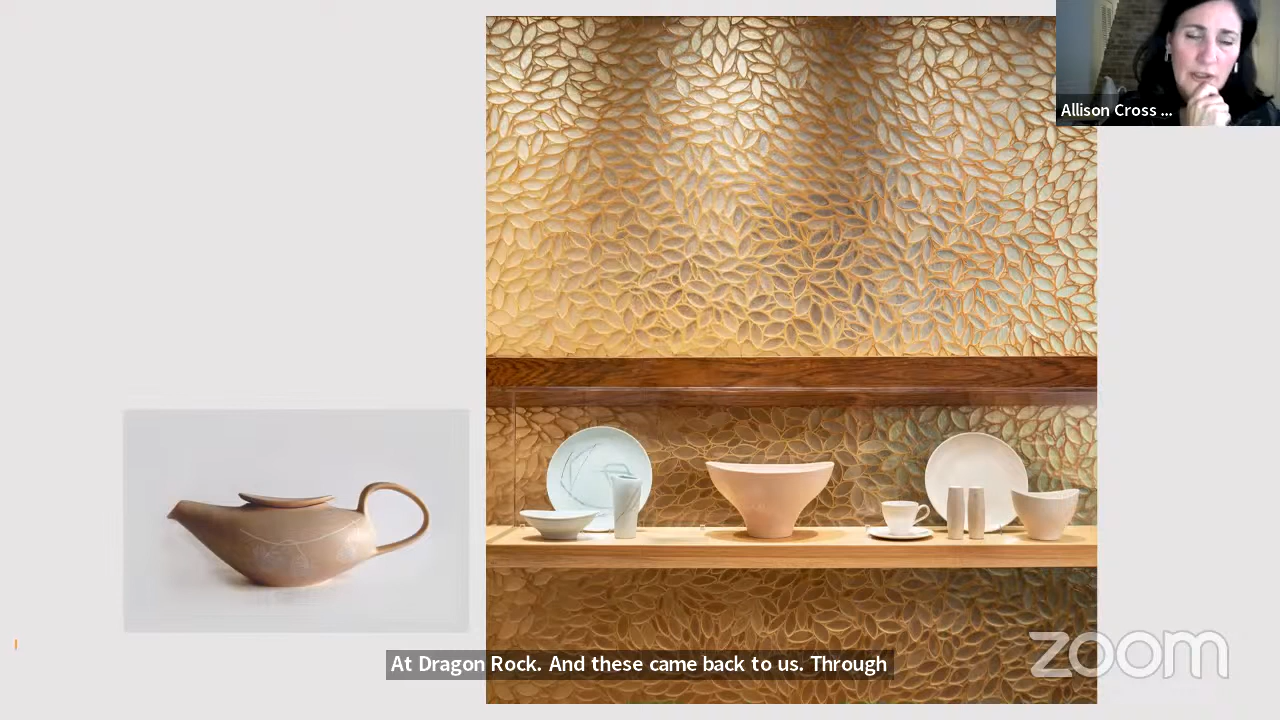 Allison Cross ...
At Dragon Rock. And these came back to us. Through
zoom